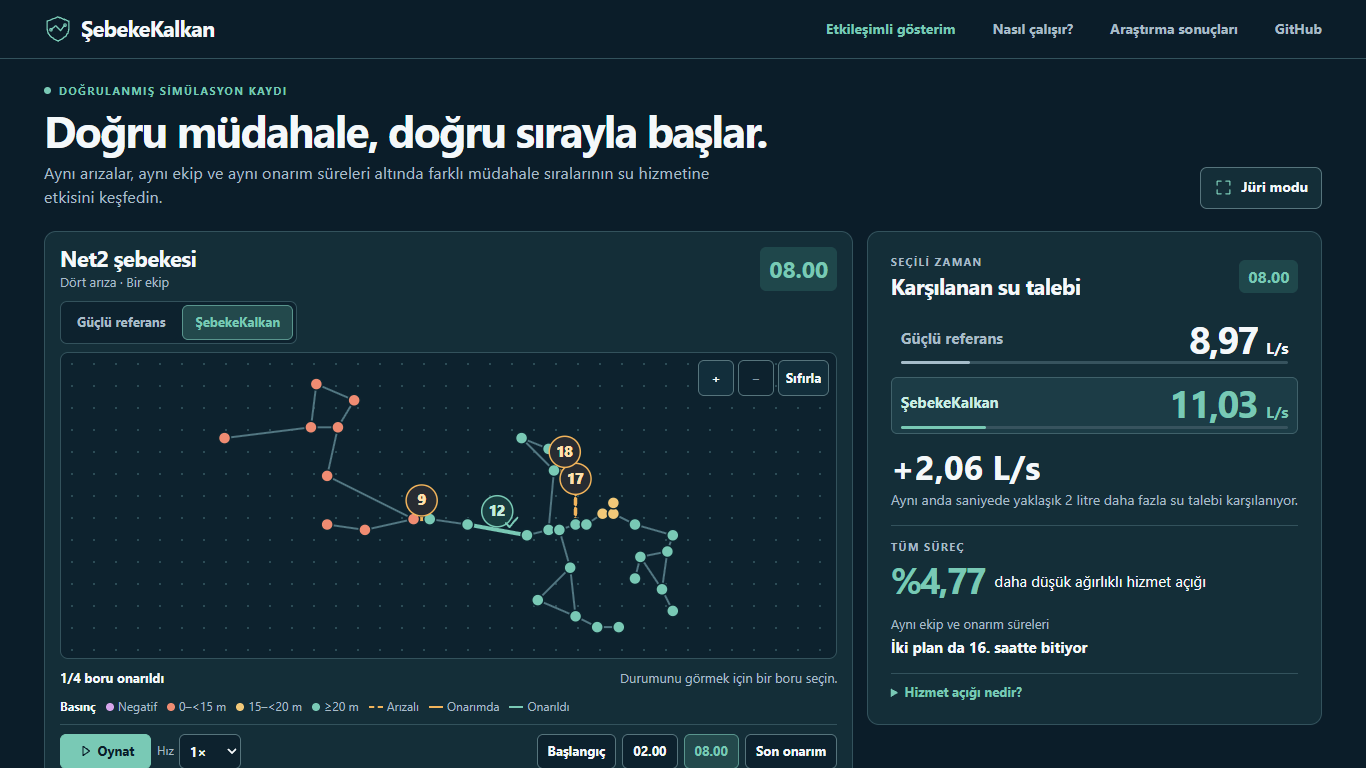 ŞebekeKalkan
Etkileşimli gösterim
Nasıl çalışır?
Araştırma sonuçları
GitHub
DOĞRULANMIŞ SİMÜLASYON KAYDI
Doğru müdahale, doğru sırayla başlar.
Aynı arızalar, aynı ekip ve aynı onarım süreleri altında farklı müdahale sıralarının su hizmetine
etkisini keşfedin.
Jüri modu
Net2 şebekesi
Dört arıza · Bir ekip
08.00
Güçlü referans
ŞebekeKalkan
+
−
Sıfırla
18
17
9
12
1/4 boru onarıldı
Durumunu görmek için bir boru seçin.
Basınç
Negatif
0–<15 m
15–<20 m
≥20 m
Arızalı
Onarımda
Onarıldı
Oynat
Hız
1×
Başlangıç
02.00
08.00
Son onarım
SEÇİLİ ZAMAN
Karşılanan su talebi
08.00
Güçlü referans
8,97 L/s
ŞebekeKalkan
11,03 L/s
+2,06 L/s
Aynı anda saniyede yaklaşık 2 litre daha fazla su talebi karşılanıyor.
TÜM SÜREÇ
%4,77 daha düşük ağırlıklı hizmet açığı
Aynı ekip ve onarım süreleri
İki plan da 16. saatte bitiyor
Hizmet açığı nedir?